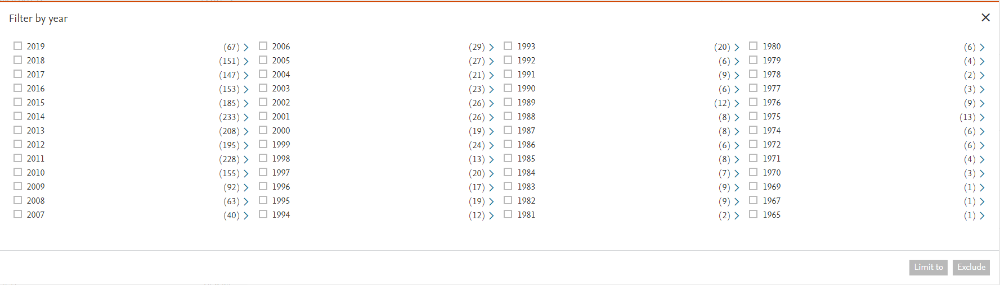 Filter by year
2019 (67) 2006 (29) 1993 (20) 1980 (6)
2018 (151) 2005 (27) 1992 (6) 1979 (4)
2017 (147) 2004 (21) 1991 (9) 1978 (2)
2016 (153) 2003 (23) 1990 (6) 1977 (3)
2015 (185) 2002 (26) 1989 (12) 1976 (9)
2014 (233) 2001 (26) 1988 (8) 1975 (13)
2013 (208) 2000 (19) 1987 (8) 1974 (6)
2012 (195) 1999 (24) 1986 (6) 1972 (6)
2011 (228) 1998 (13) 1985 (8) 1971 (4)
2010 (155) 1997 (20) 1984 (7) 1970 (3)
2009 (92) 1996 (17) 1983 (9) 1969 (1)
2008 (63) 1995 (19) 1982 (9) 1967 (1)
2007 (40) 1994 (12) 1981 (2) 1965 (1)
Limit to Exclude